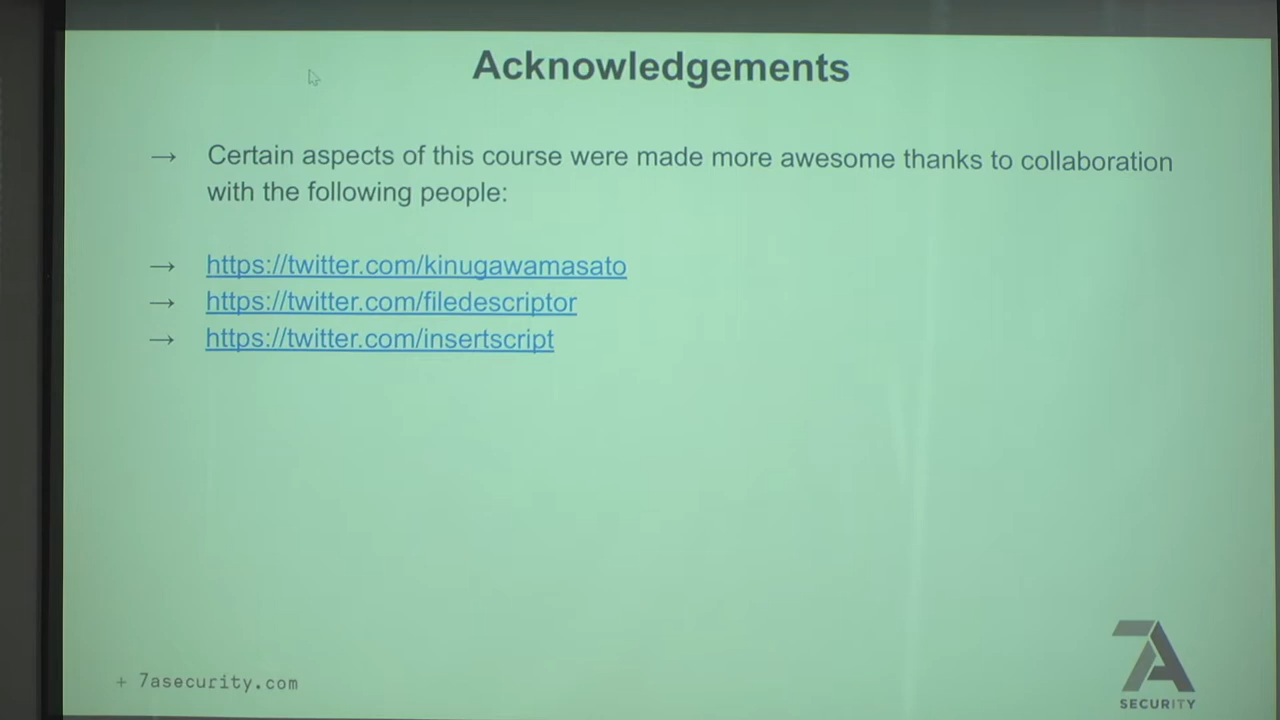 Acknowledgements
→ Certain aspects of this course were made more awesome thanks to collaboration
with the following people:
→ https://twitter.com/kinugawamasato
→ https://twitter.com/filedescriptor
→ https://twitter.com/insertscript
+ 7asecurity.com
7A
SECURITY